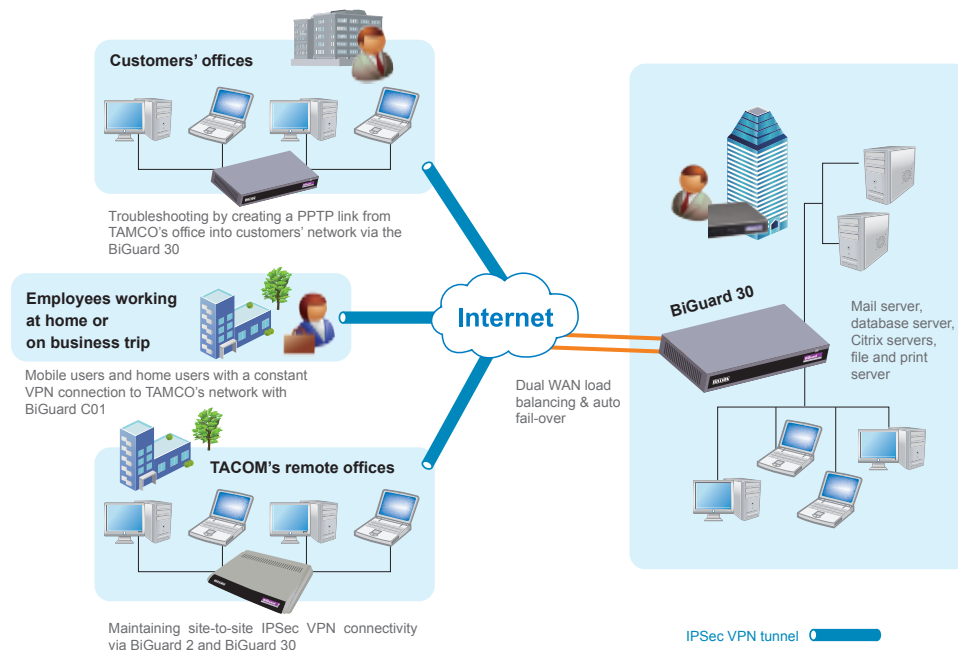 Customers' offices
Troubleshooting by creating a PPTP link from
TAMCO's office into customers' network via the
BiGuard 30
Employees working
at home or
on business trip
Mobile users and home users with a constant
VPN connection to TAMCO's network with
BiGuard C01
TACOM's remote offices
Maintaining site-to-site IPSec VPN connectivity
via BiGuard 2 and BiGuard 30
Internet
Dual WAN load
balancing & auto
fail-over
BiGuard 30
Mail server,
database server,
Citrix servers,
file and print
server
IPSec VPN tunnel